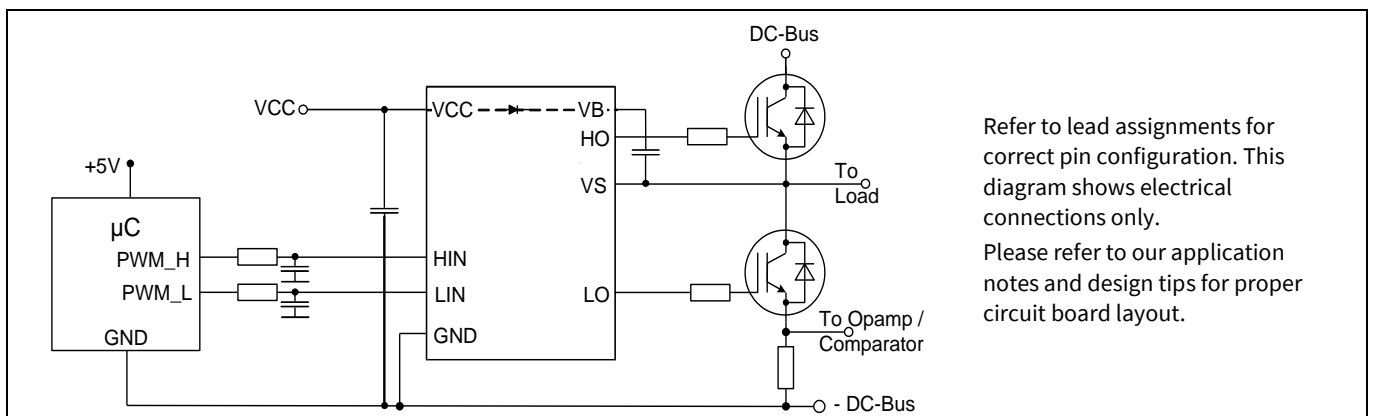 DC-Bus
VCC
VCC
VB
HO
+5V
VS
To
Load
µC
PWM_H
HIN
PWM_L
LIN
LO
GND
GND
To Opamp /
Comparator
- DC-Bus
Refer to lead assignments for
correct pin configuration. This
diagram shows electrical
connections only.
Please refer to our application
notes and design tips for proper
circuit board layout.